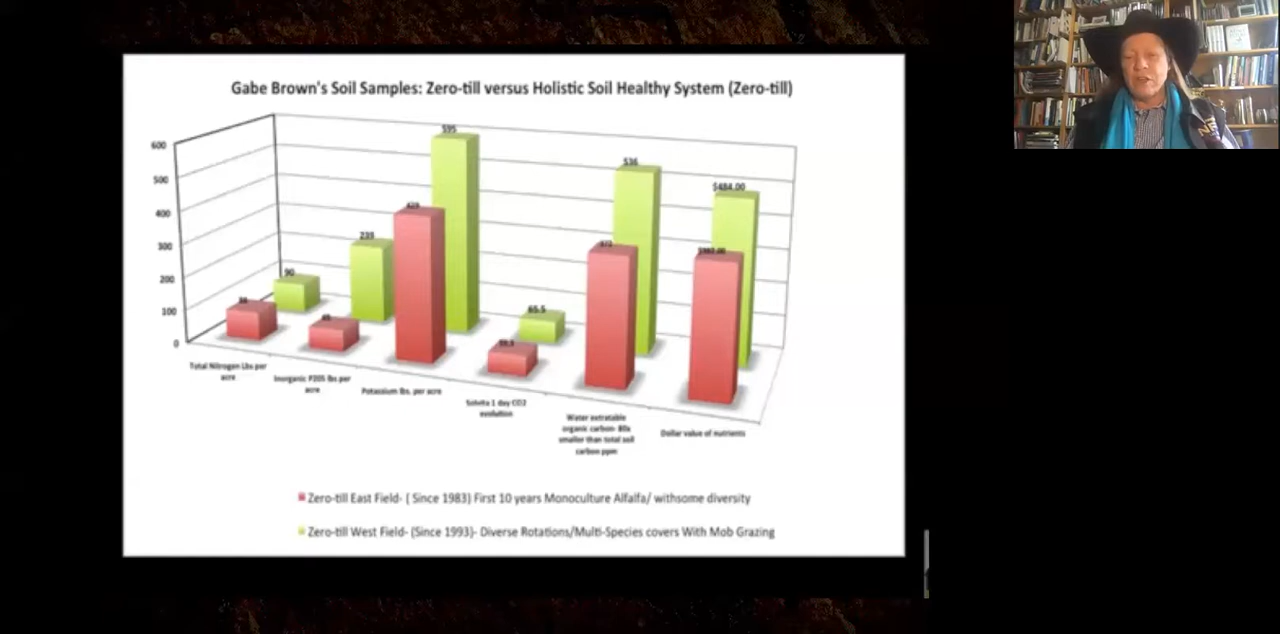 Gabe Brown's Soil Samples: Zero-till versus Holistic Soil Healthy System (Zero-till)
600
500
400
300
200
100
0
90
235
595
65.5
536
$484.00
Total Nitrogen Lbs per
acre
Inorganic P205 lbs per
acre
Potassium lbs. per acre
Solvita 1 day CO2
evolution
Water extratable
organic carbon- 80x
smaller than total soil
carbon ppm
Dollar value of nutrients
Zero-till East Field- ( Since 1983) First 10 years Monoculture Alfalfa/ withsome diversity
Zero-till West Field- (Since 1993)- Diverse Rotations/Multi-Species covers With Mob Grazing